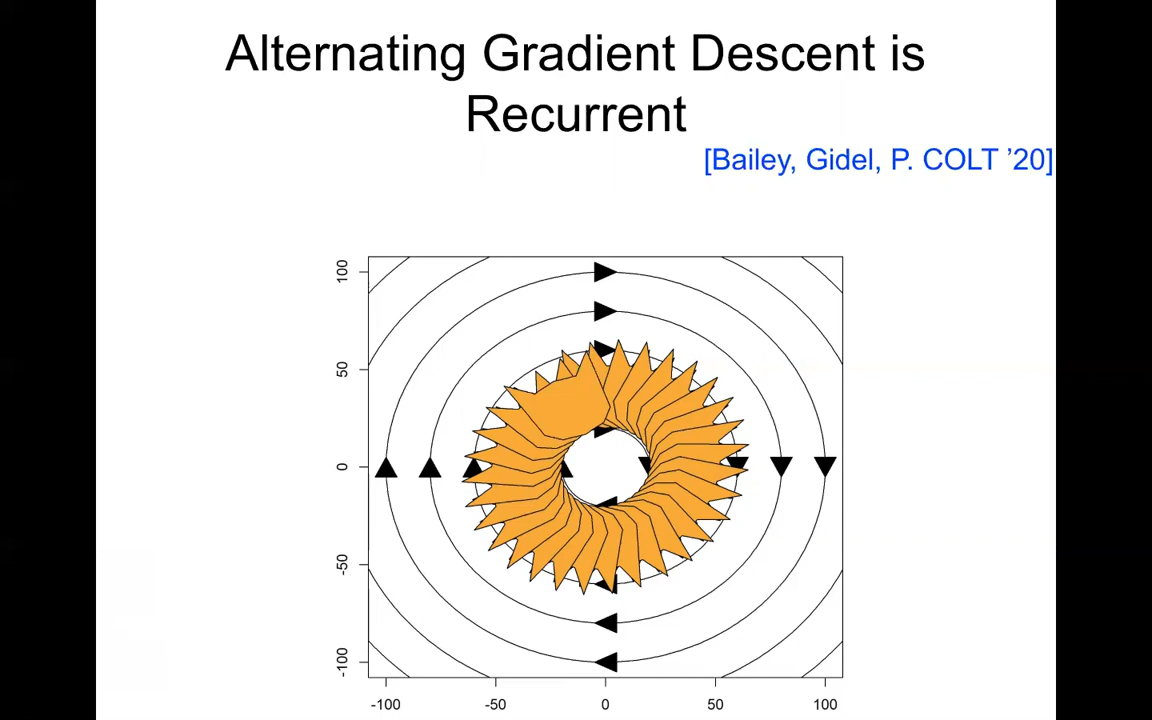 Alternating Gradient Descent is
Recurrent
[Bailey, Gidel, P. COLT ’20]
100
50
0
-50
-100
-100 -50 0 50 100